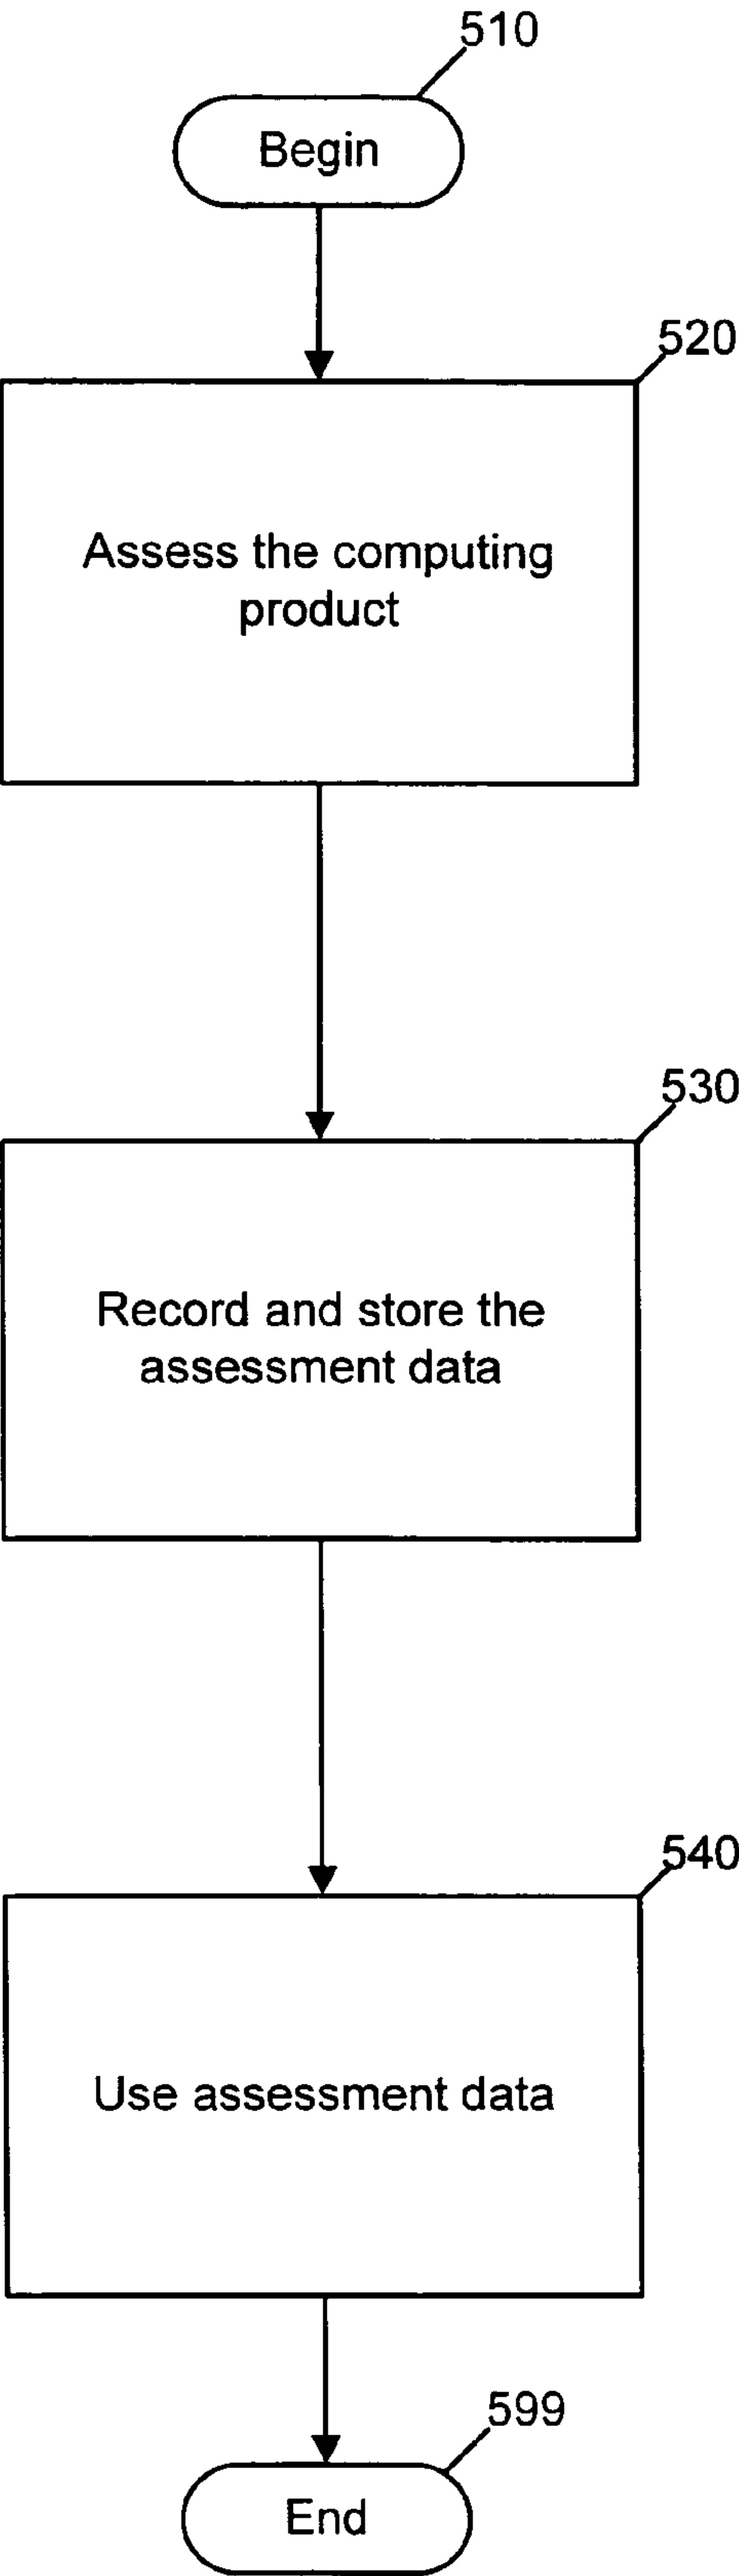 510
Begin
520
Assess the computing
product
530
Record and store the
assessment data
540
Use assessment data
599
End